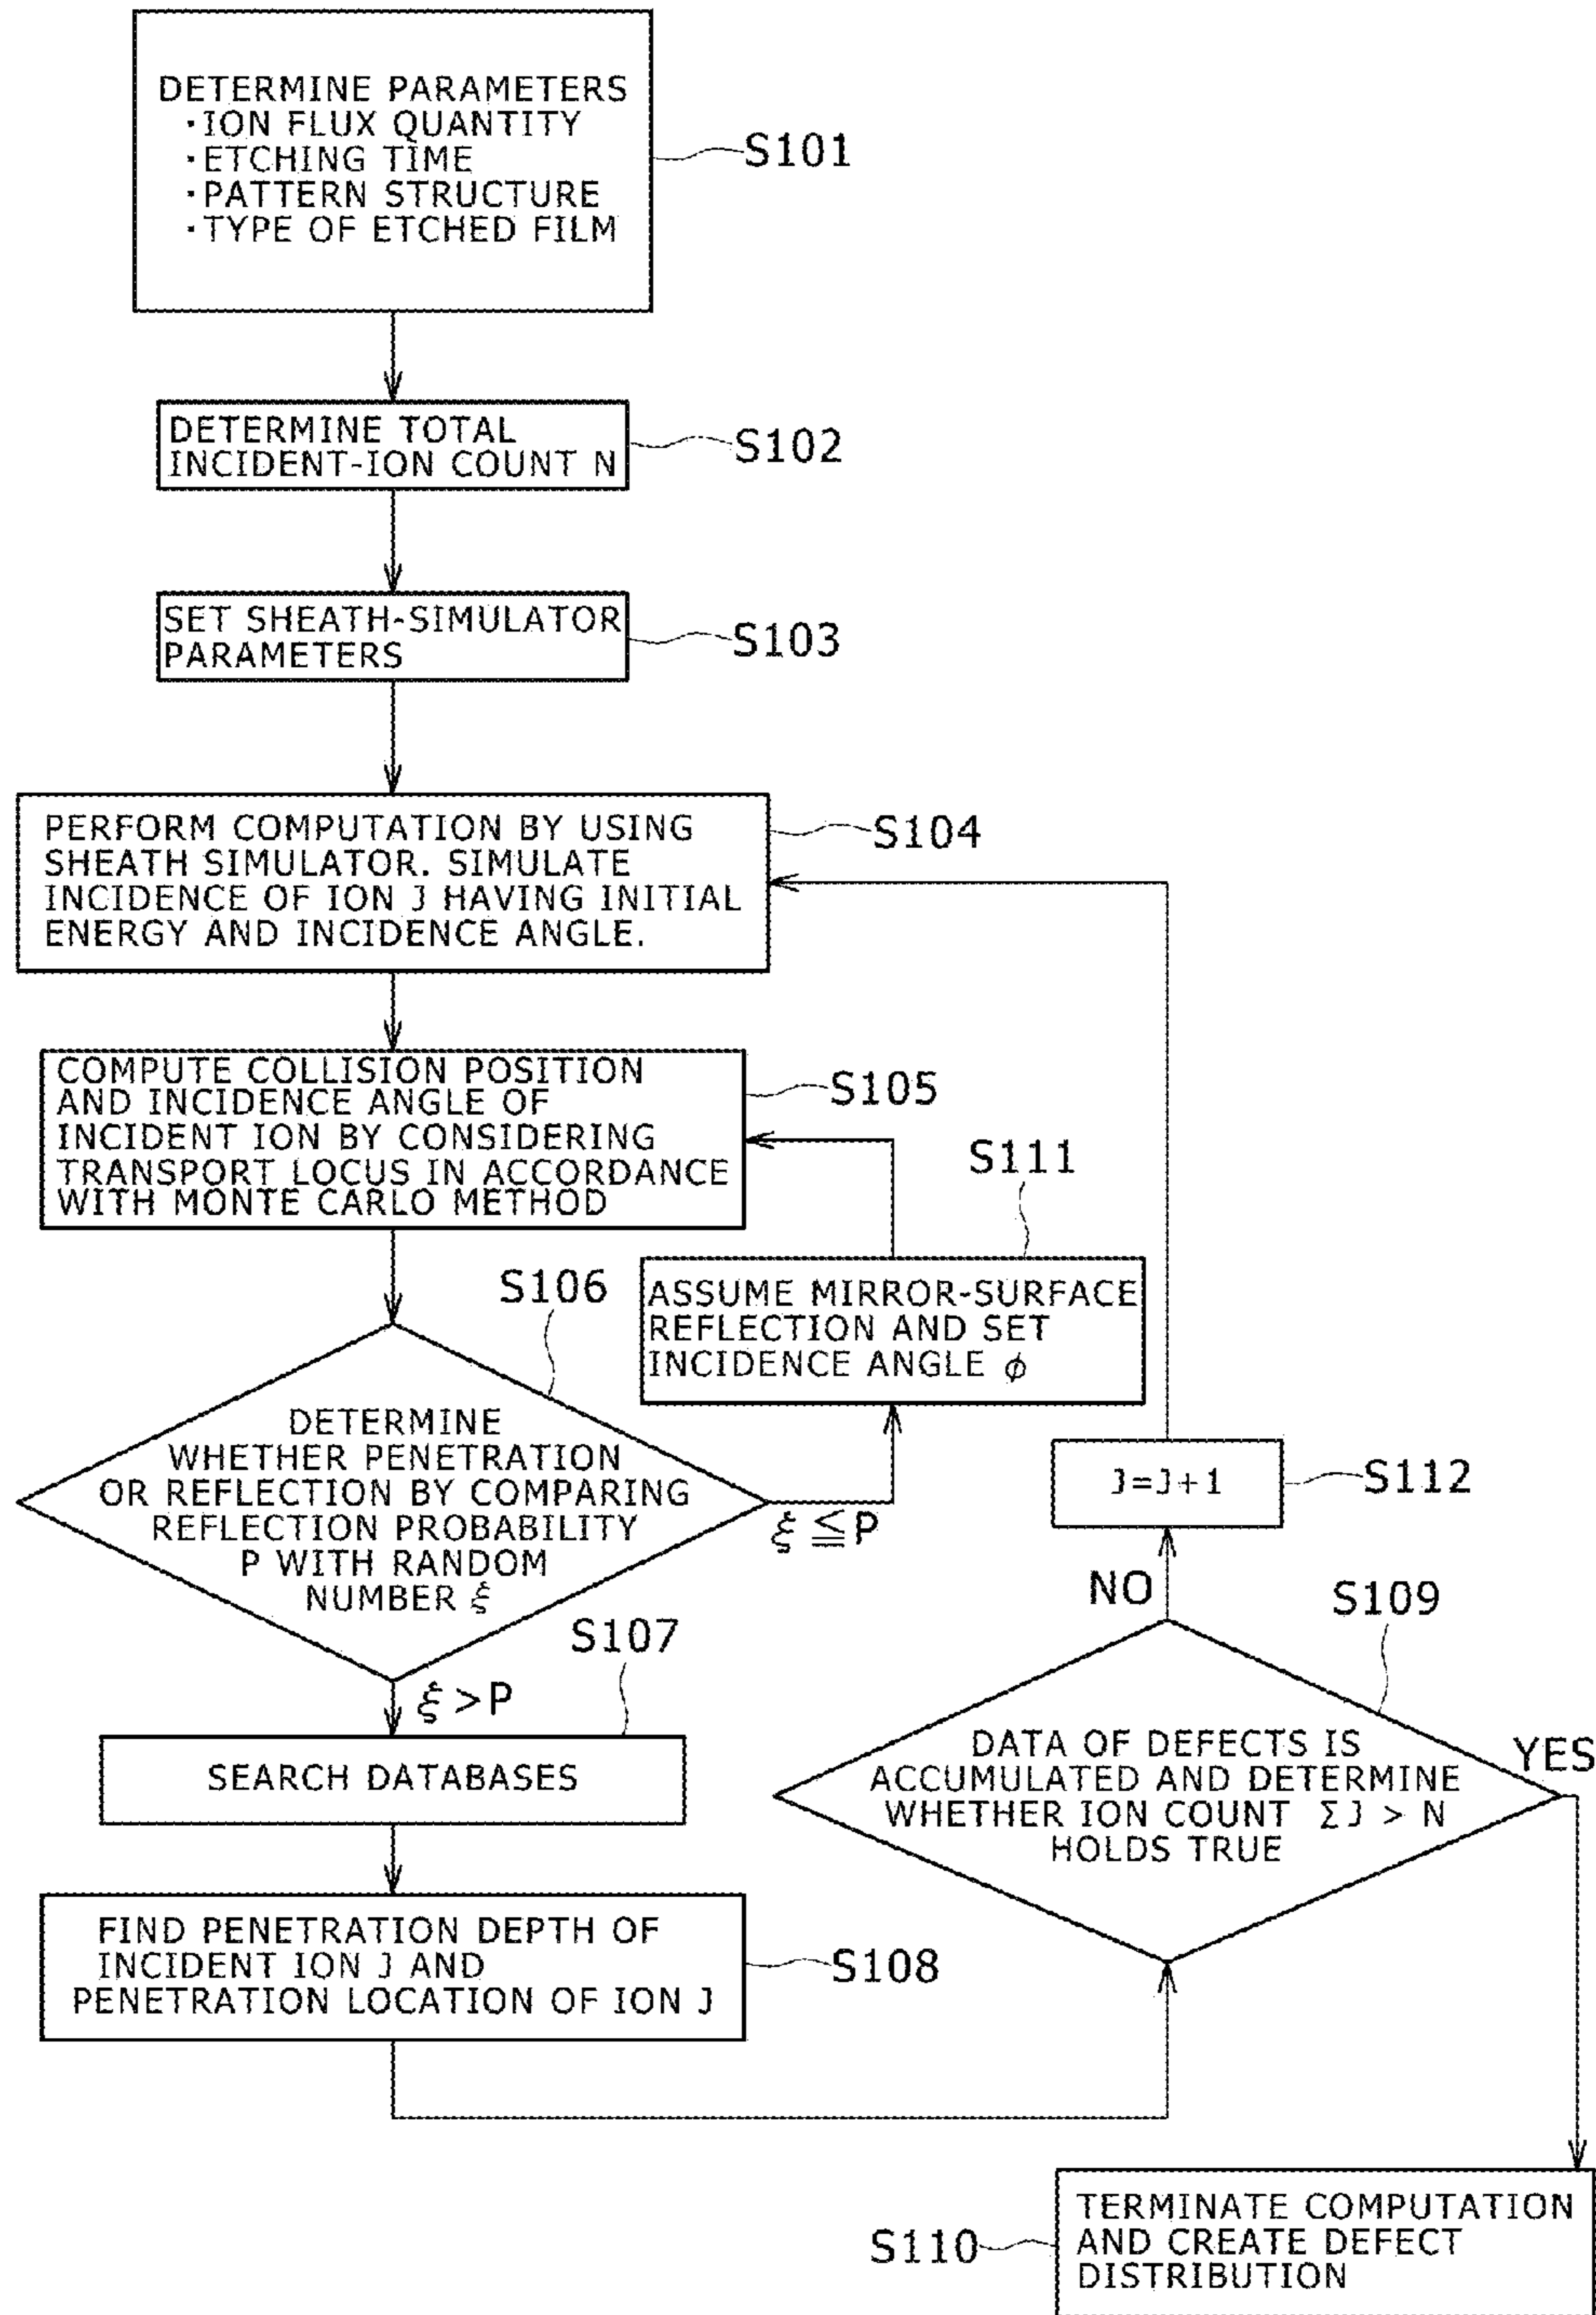 DETERMINE PARAMETERS
・ION FLUX QUANTITY
・ETCHING TIME
・PATTERN STRUCTURE
・TYPE OF ETCHED FILM
S101
DETERMINE TOTAL
INCIDENT-ION COUNT N
S102
SET SHEATH-SIMULATOR
PARAMETERS
S103
PERFORM COMPUTATION BY USING
SHEATH SIMULATOR. SIMULATE
INCIDENCE OF ION J HAVING INITIAL
ENERGY AND INCIDENCE ANGLE.
S104
COMPUTE COLLISION POSITION
AND INCIDENCE ANGLE OF
INCIDENT ION BY CONSIDERING
TRANSPORT LOCUS IN ACCORDANCE
WITH MONTE CARLO METHOD
S105
S111
ASSUME MIRROR-SURFACE
REFLECTION AND SET
INCIDENCE ANGLE ϕ
S106
DETERMINE
WHETHER PENETRATION
OR REFLECTION BY COMPARING
REFLECTION PROBABILITY
P WITH RANDOM
NUMBER ξ
ξ ≦ P
ξ > P
S107
SEARCH DATABASES
FIND PENETRATION DEPTH OF
INCIDENT ION J AND
PENETRATION LOCATION OF ION J
S108
J=J+1
S112
NO
S109
DATA OF DEFECTS IS
ACCUMULATED AND DETERMINE
WHETHER ION COUNT ΣJ > N
HOLDS TRUE
YES
S110
TERMINATE COMPUTATION
AND CREATE DEFECT
DISTRIBUTION